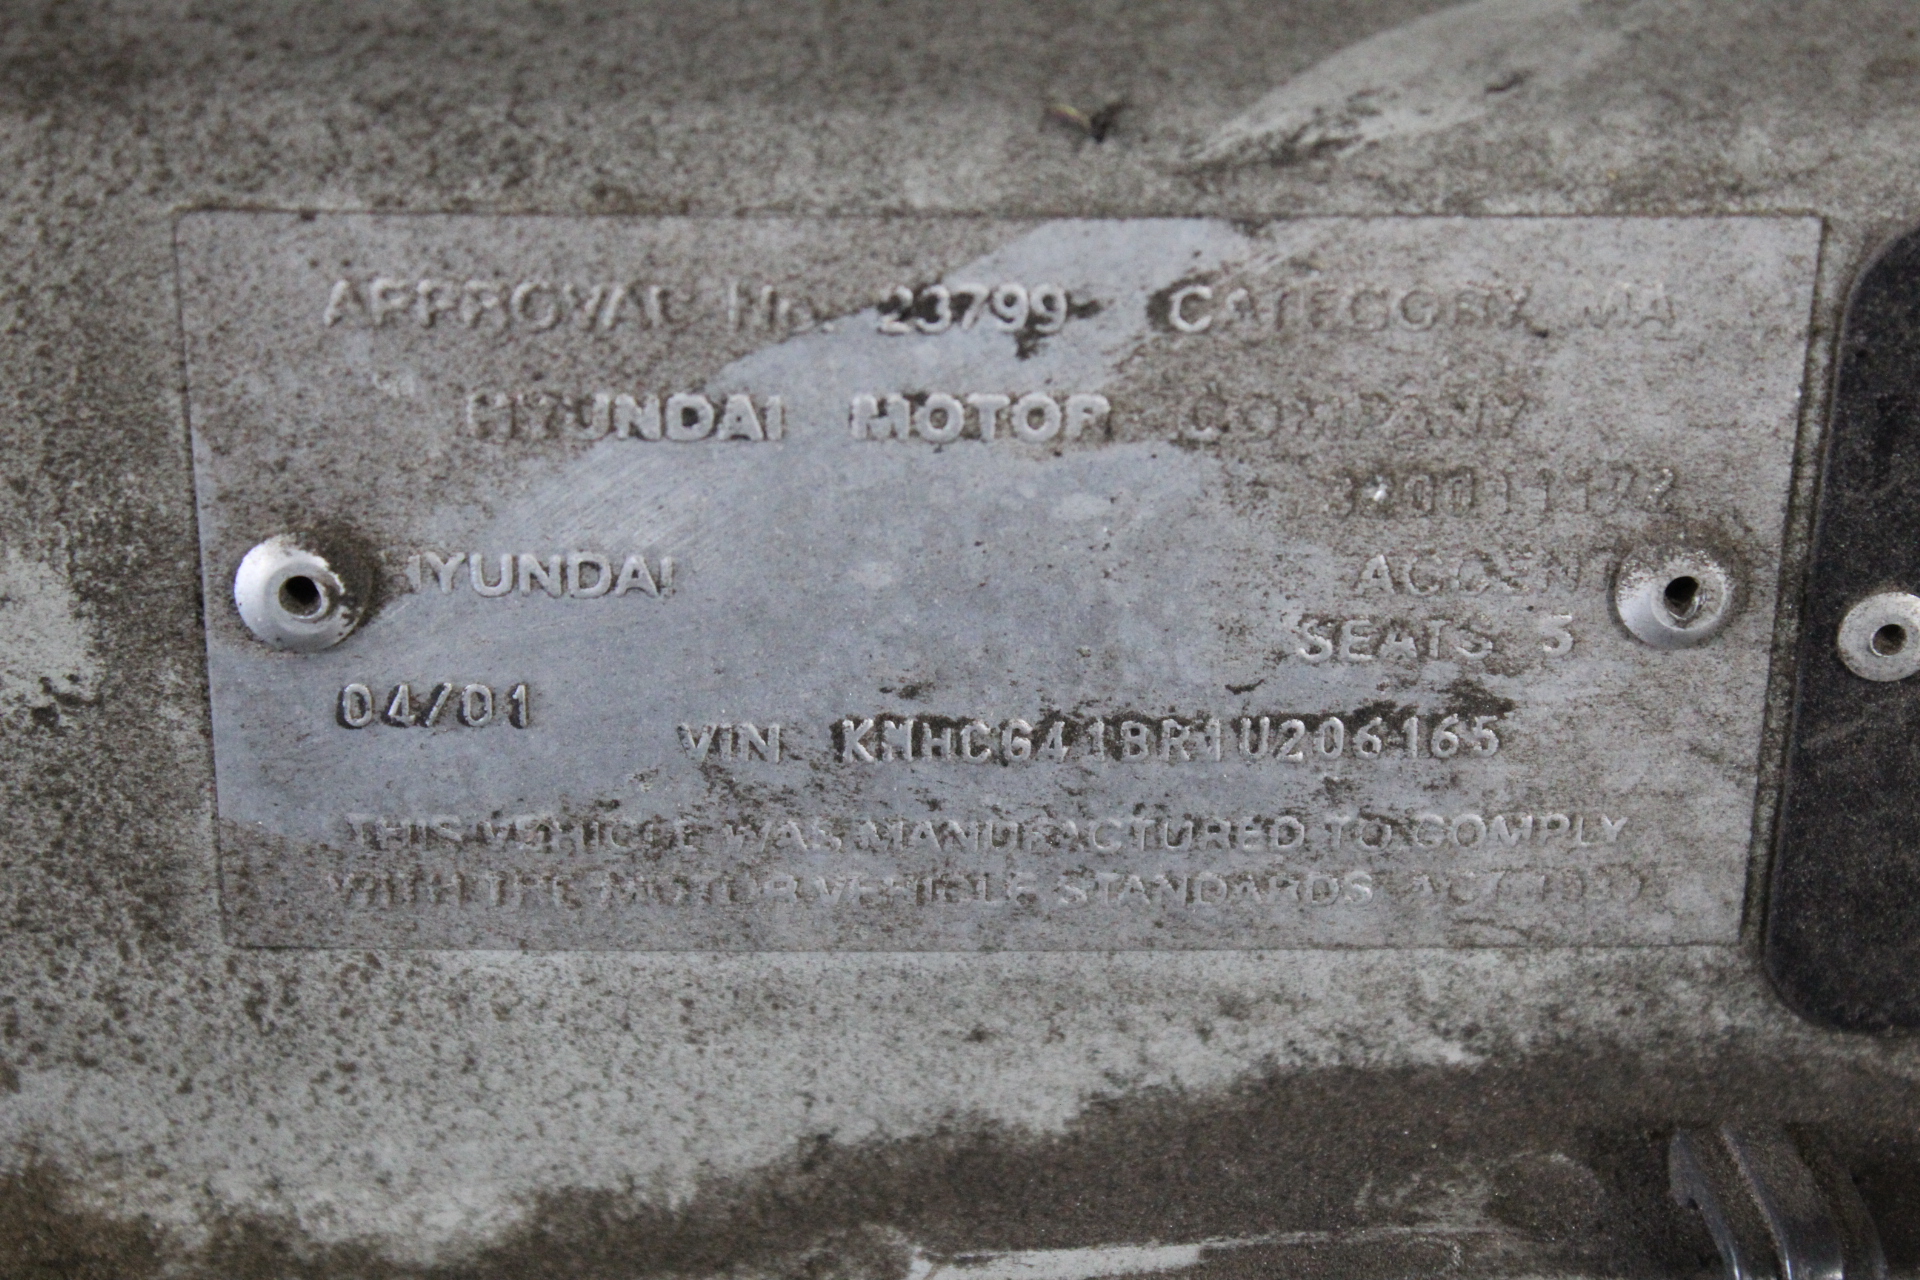 APPROVAL No. 23799 CATEGORY MA
HYUNDAI MOTOR COMPANY
HYUNDAI ACCENT
SEATS 5
04/01 VIN KMHCG41BR1U206165
THIS VEHICLE WAS MANUFACTURED TO COMPLY
WITH THE MOTOR VEHICLE STANDARDS ACT 1989